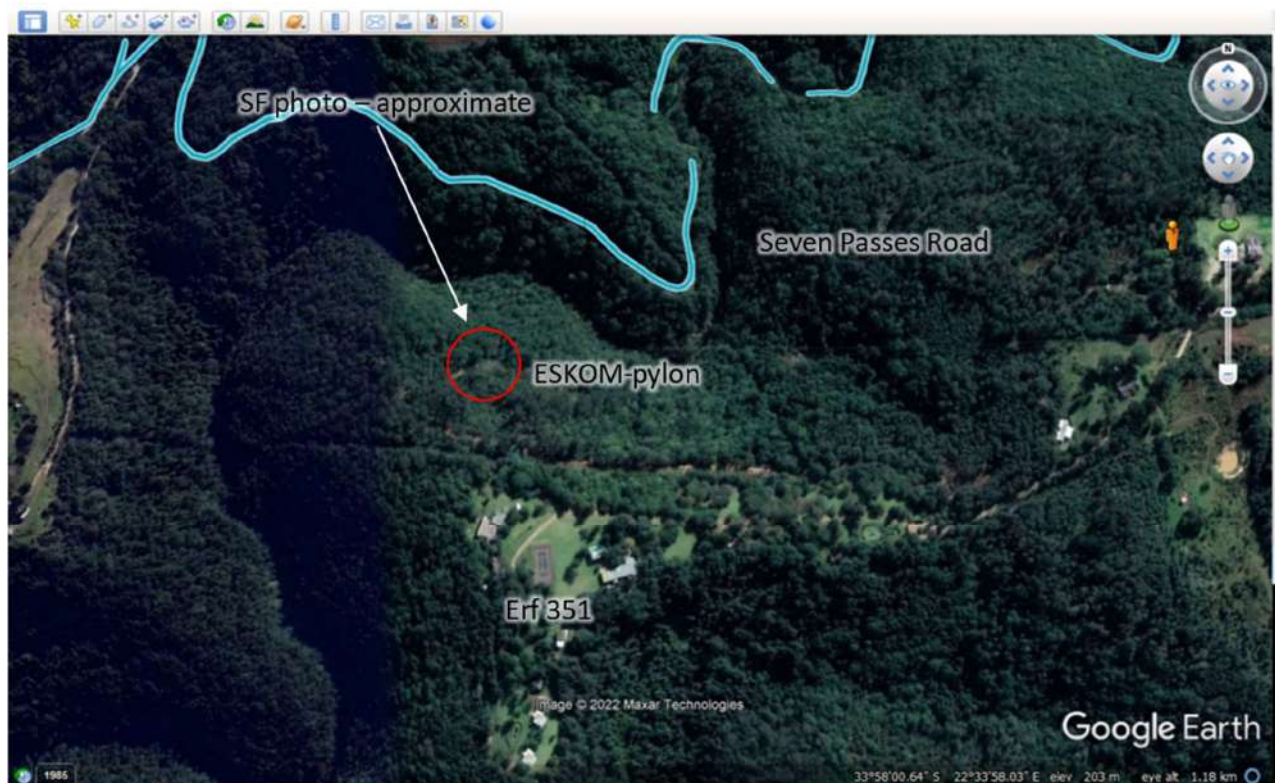 N
SF photo – approximate
Seven Passes Road
ESKOM-pylon
Erf 351
Image © 2022 Maxar Technologies
Google Earth
1985
33°58'00.64" S 22°33'58.03" E elev 203 m eye alt 1.18 km